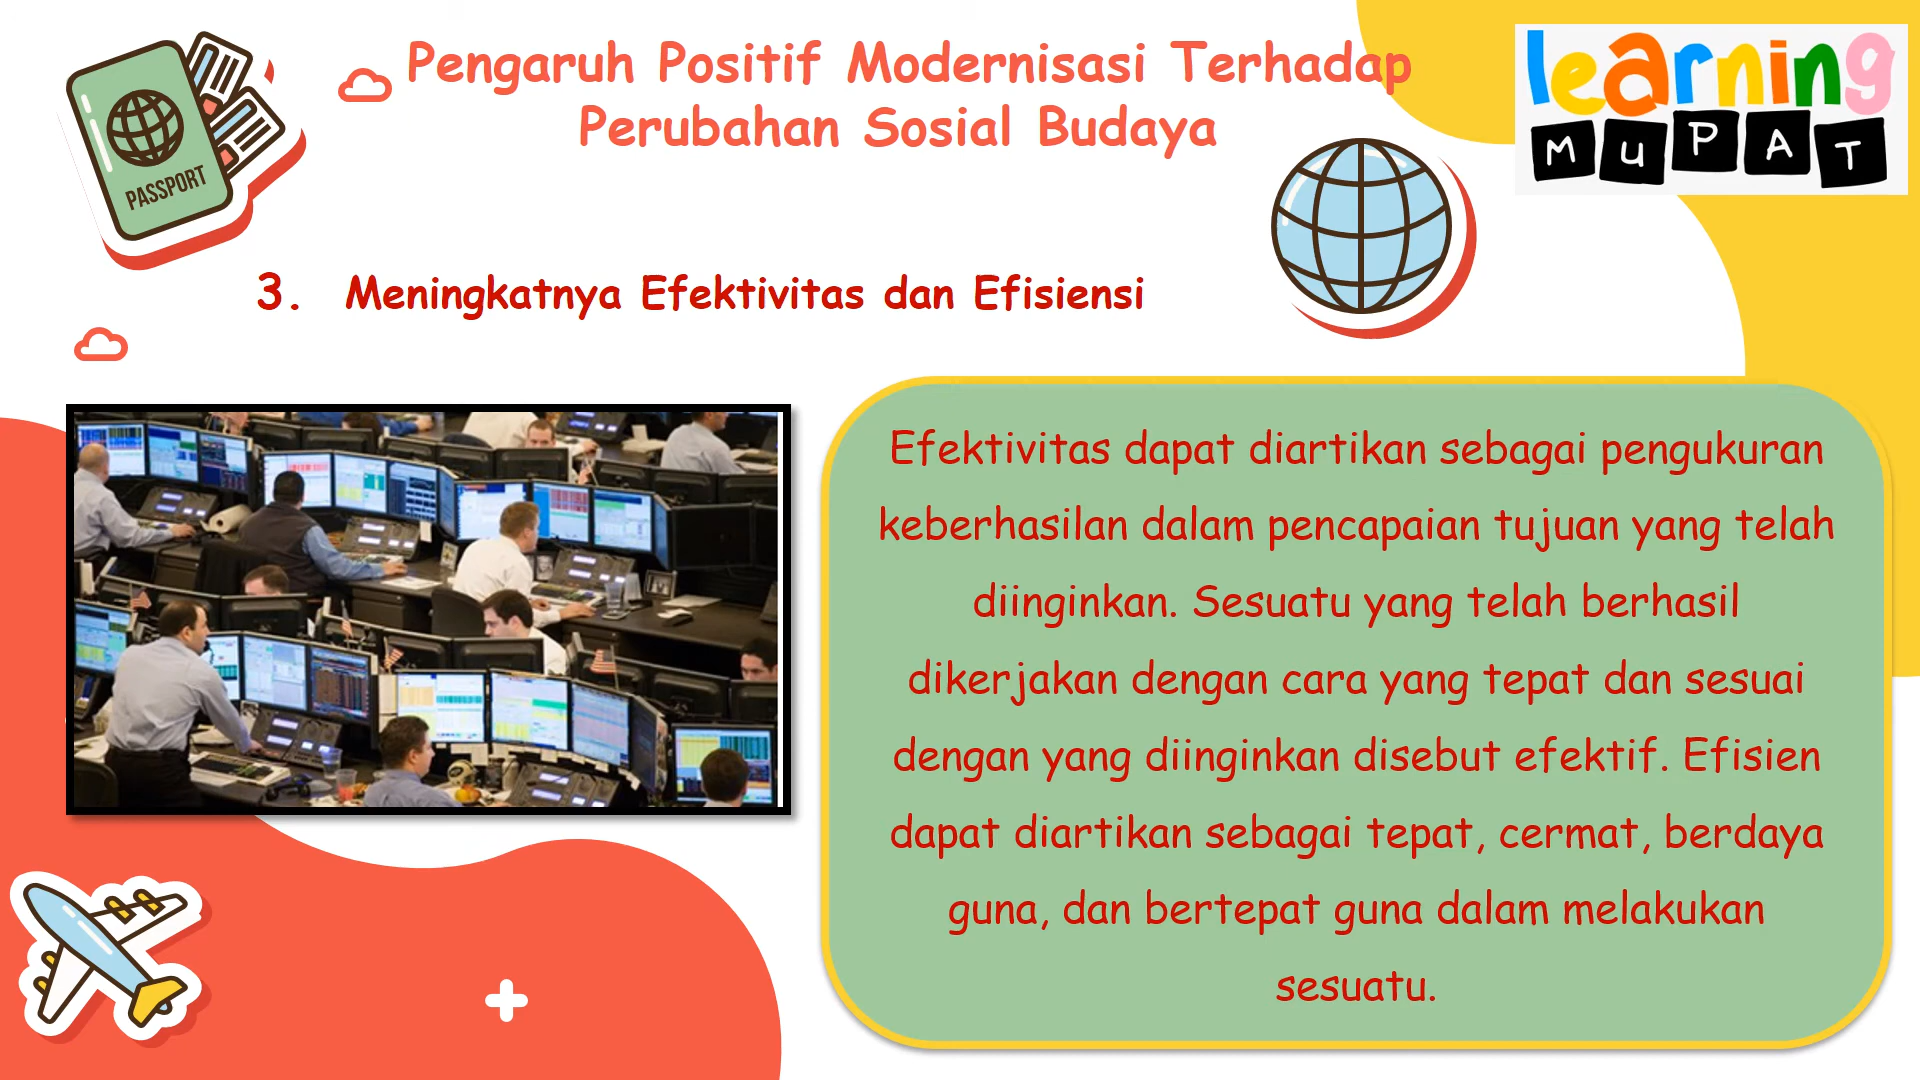 Pengaruh Positif Modernisasi Terhadap
Perubahan Sosial Budaya
learning
MUPAT
PASSPORT
3. Meningkatnya Efektivitas dan Efisiensi
Efektivitas dapat diartikan sebagai pengukuran
keberhasilan dalam pencapaian tujuan yang telah
diinginkan. Sesuatu yang telah berhasil
dikerjakan dengan cara yang tepat dan sesuai
dengan yang diinginkan disebut efektif. Efisien
dapat diartikan sebagai tepat, cermat, berdaya
guna, dan bertepat guna dalam melakukan
sesuatu.